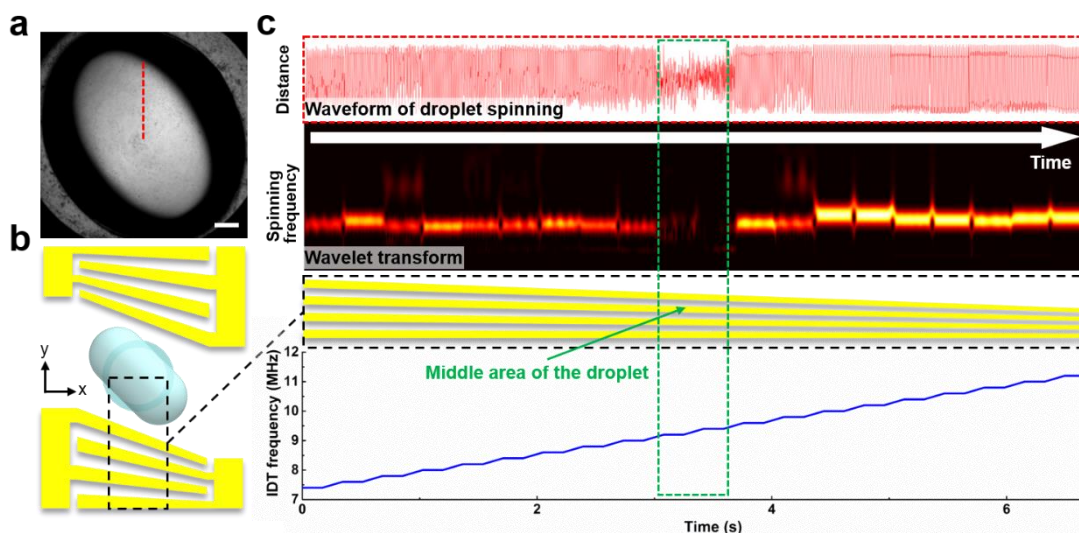 a
c
Distance
Waveform of droplet spinning
Time
Spinning
frequency
Wavelet transform
b
y
x
Middle area of the droplet
IDT frequency (MHz)
12
11
10
9
8
7
0
2
4
6
Time (s)